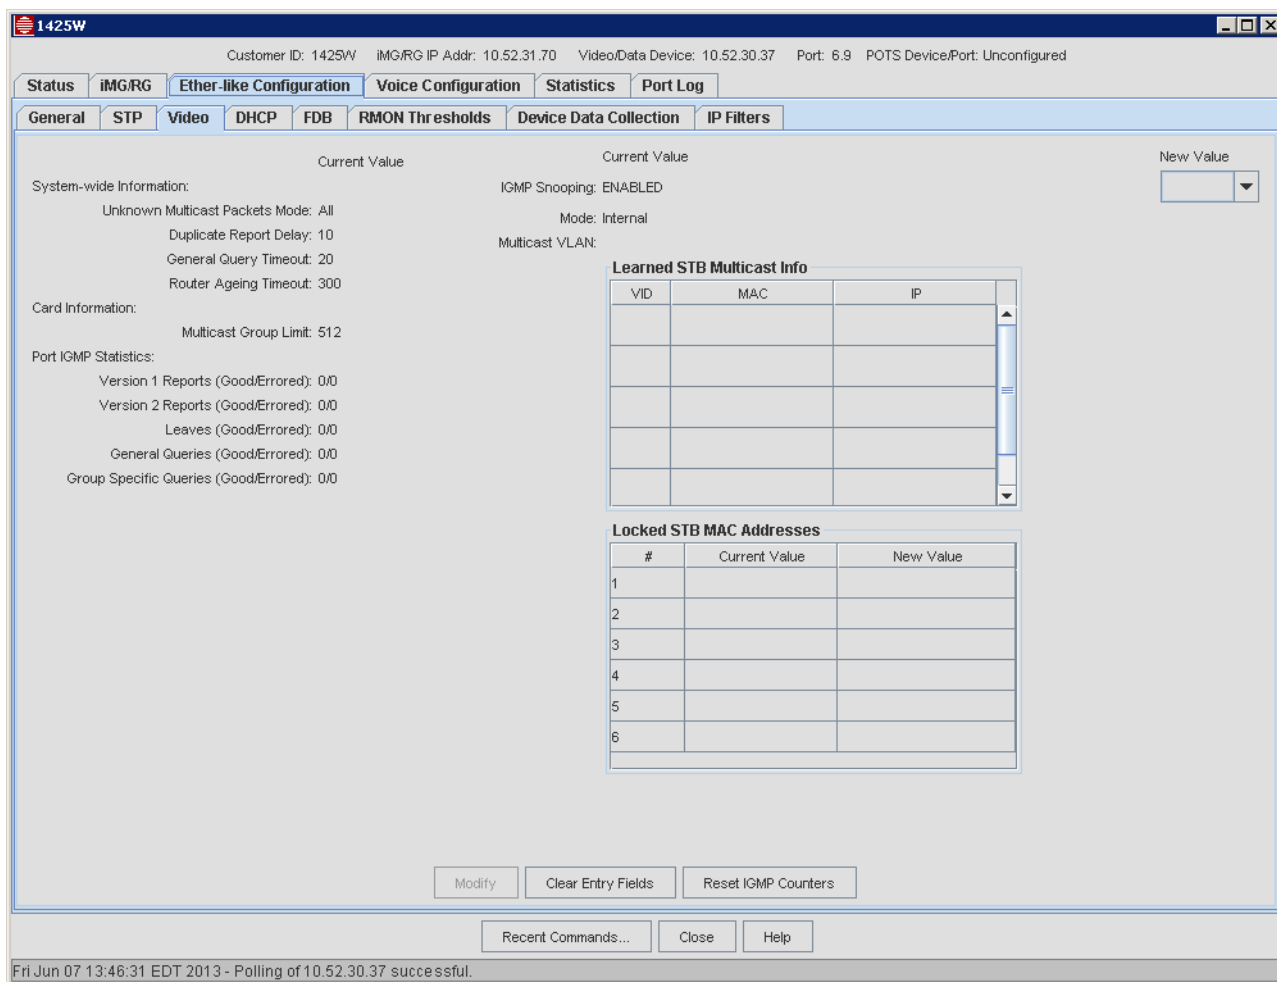 1425W
Customer ID: 1425W iMG/RG IP Addr: 10.52.31.70 Video/Data Device: 10.52.30.37 Port: 6.9 POTS Device/Port: Unconfigured
Status iMG/RG Ether-like Configuration Voice Configuration Statistics Port Log
General STP Video DHCP FDB RMON Thresholds Device Data Collection IP Filters
Current Value
System-wide Information:
Unknown Multicast Packets Mode: All
Duplicate Report Delay: 10
General Query Timeout: 20
Router Ageing Timeout: 300
Card Information:
Multicast Group Limit: 512
Port IGMP Statistics:
Version 1 Reports (Good/Errored): 0/0
Version 2 Reports (Good/Errored): 0/0
Leaves (Good/Errored): 0/0
General Queries (Good/Errored): 0/0
Group Specific Queries (Good/Errored): 0/0
Current Value New Value
IGMP Snooping: ENABLED
Mode: Internal
Multicast VLAN:
Learned STB Multicast Info
VID MAC IP
Locked STB MAC Addresses
# Current Value New Value
1
2
3
4
5
6
Modify Clear Entry Fields Reset IGMP Counters
Recent Commands... Close Help
Fri Jun 07 13:46:31 EDT 2013 - Polling of 10.52.30.37 successful.